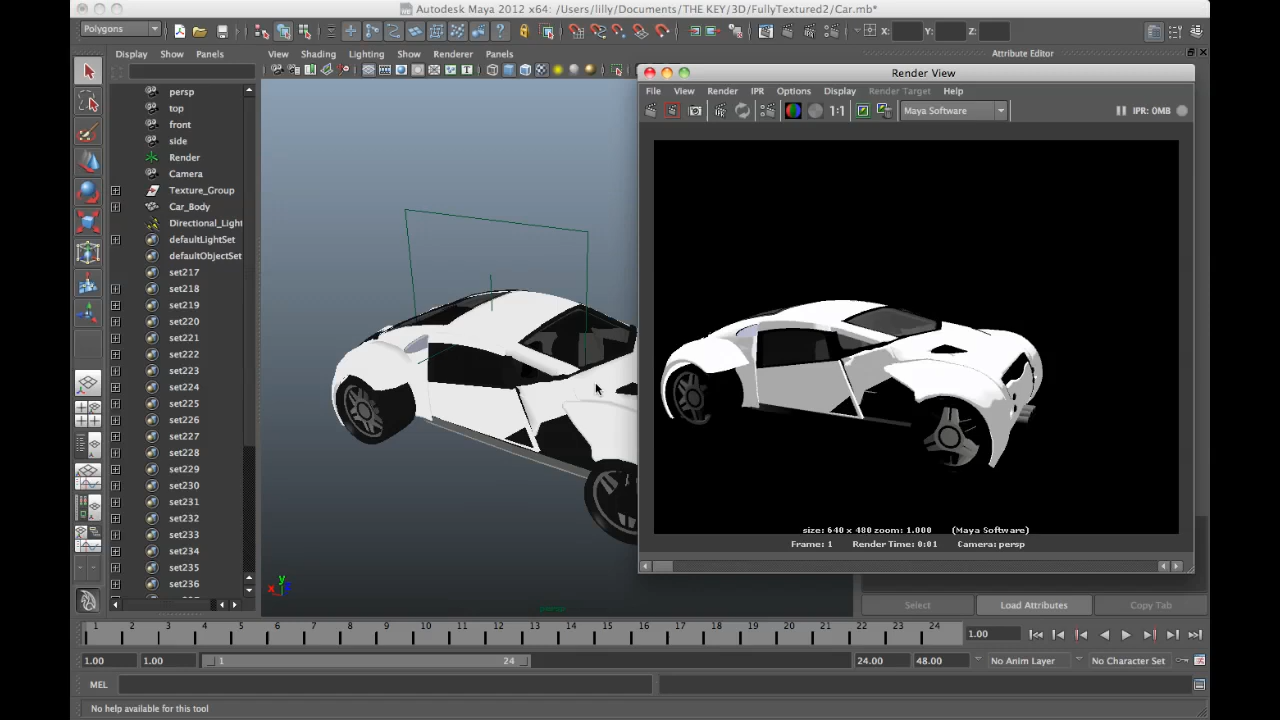 Autodesk Maya 2012 x64: /Users/lilly/Documents/THE KEY/3D/FullyTextured2/Car.mb*
Polygons
X:
Y:
Z:
Display Show Panels
View Shading Lighting Show Renderer Panels
Attribute Editor
Render View
File View Render IPR Options Display Render Target Help
1:1
Maya Software
IPR: 0MB
persp
top
front
side
Render
Camera
Texture_Group
Car_Body
Directional_Light
defaultLightSet
defaultObjectSet
set217
set218
set219
set220
set221
set222
set223
set224
set225
set226
set227
set228
set229
set230
set231
set232
set233
set234
set235
set236
size: 640 x 480 zoom: 1.000 (Maya Software)
Frame: 1 Render Time: 0:01 Camera: persp
y
x
persp
Select
Load Attributes
Copy Tab
1 2 3 4 5 6 7 8 9 10 11 12 13 14 15 16 17 18 19 20 21 22 23 24
1.00
1.00 1.00 1 24 24.00 48.00 No Anim Layer No Character Set
MEL
No help available for this tool